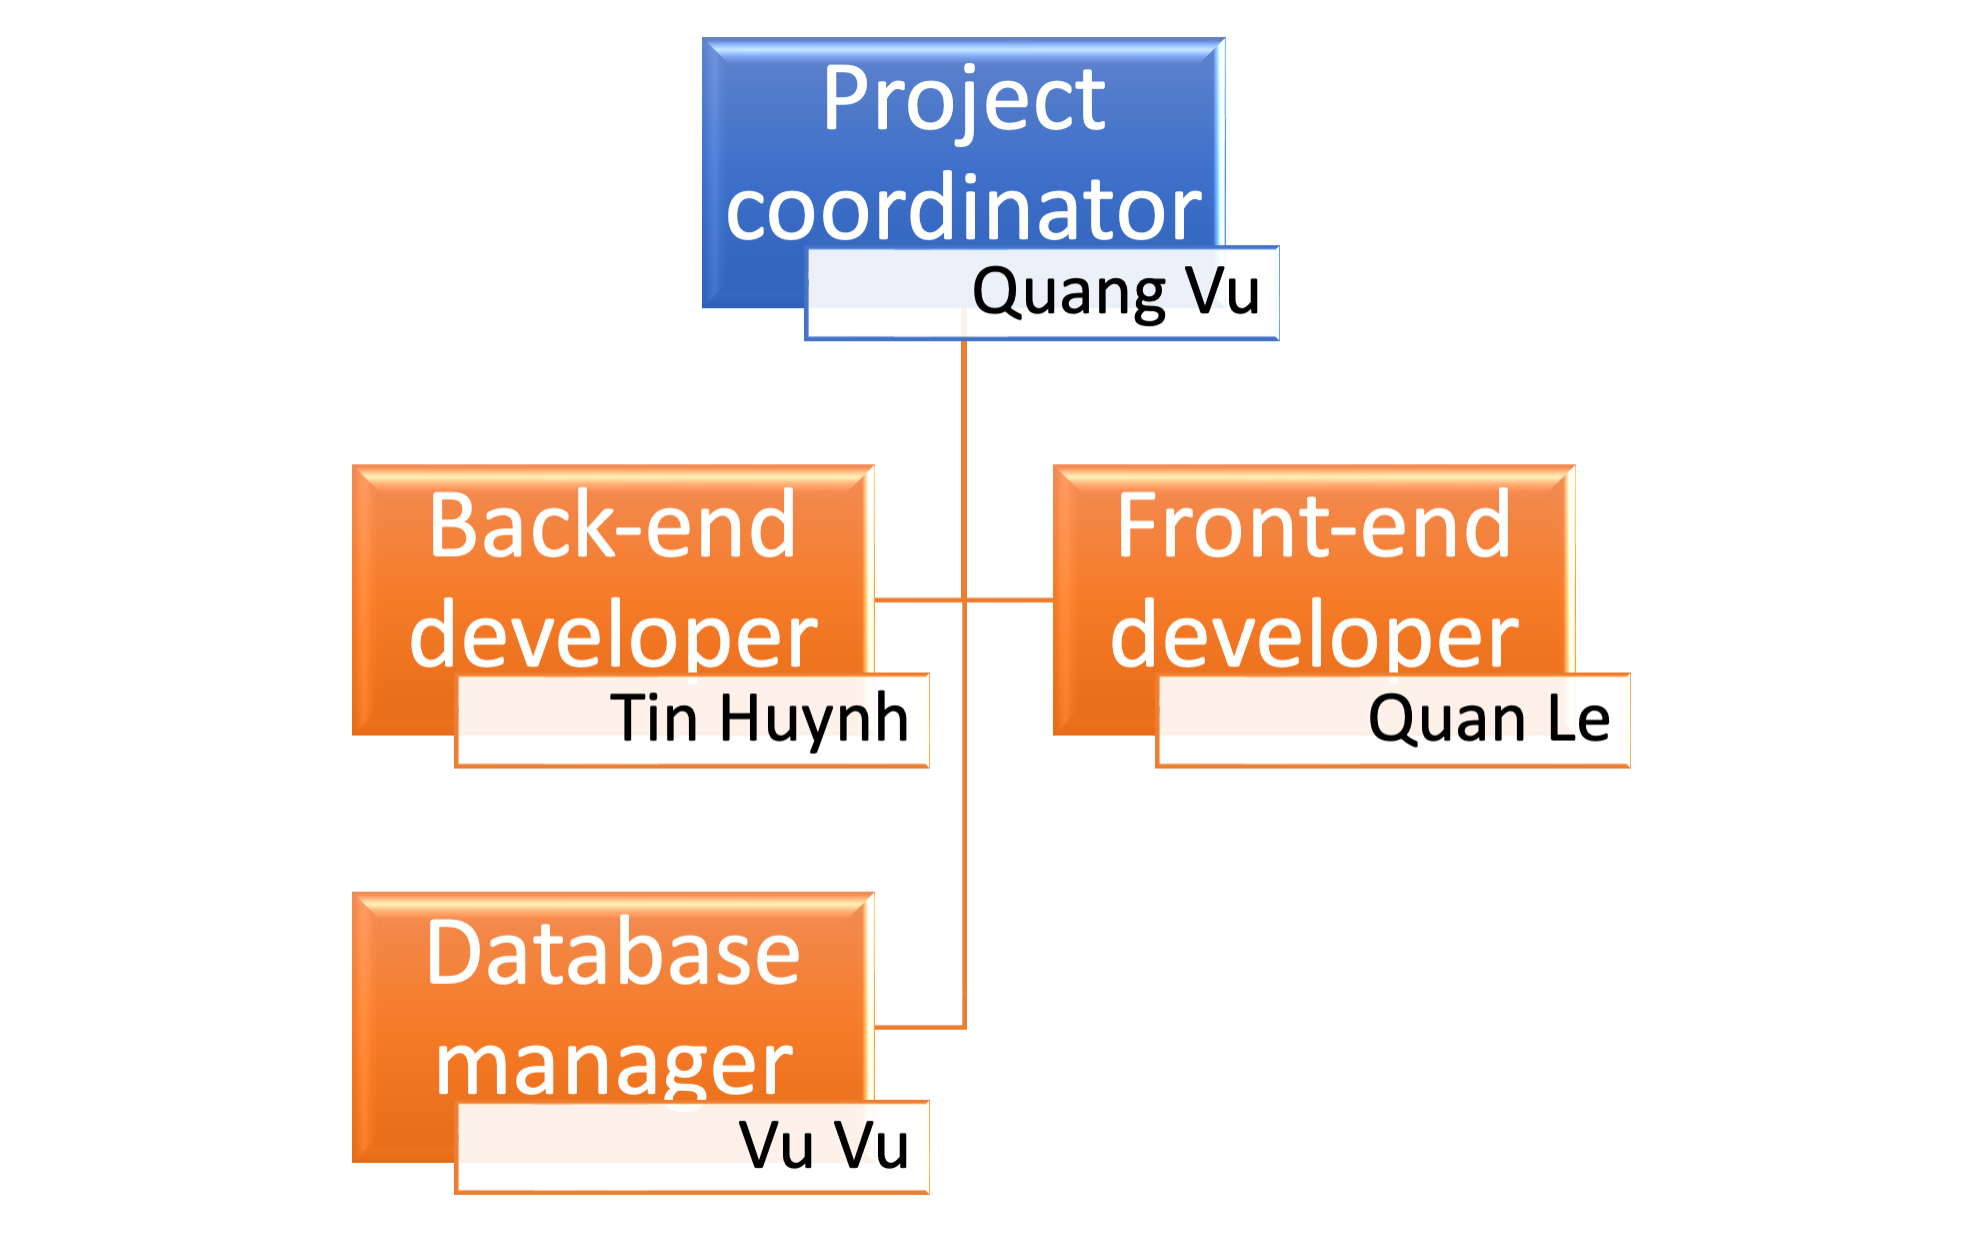 Project
coordinator
Quang Vu
Back-end
developer
Tin Huynh
Front-end
developer
Quan Le
Database
manager
Vu Vu